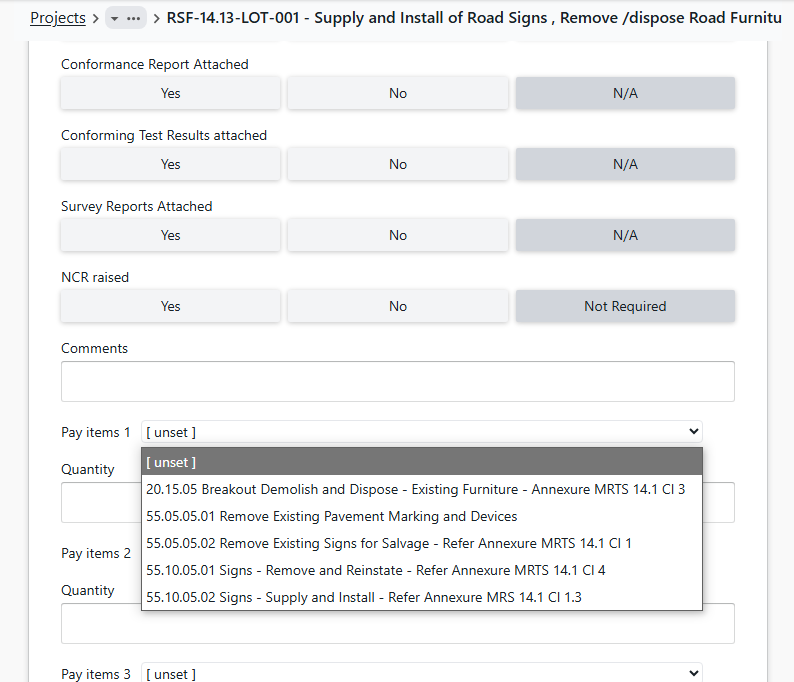 Projects > ... > RSF-14.13-LOT-001 - Supply and Install of Road Signs , Remove /dispose Road Furnitu
Conformance Report Attached
Yes No N/A
Conforming Test Results attached
Yes No N/A
Survey Reports Attached
Yes No N/A
NCR raised
Yes No Not Required
Comments
Pay items 1 [ unset ]
[ unset ]
Quantity
20.15.05 Breakout Demolish and Dispose - Existing Furniture - Annexure MRTS 14.1 Cl 3
55.05.05.01 Remove Existing Pavement Marking and Devices
Pay items 2
55.05.05.02 Remove Existing Signs for Salvage - Refer Annexure MRTS 14.1 Cl 1
55.10.05.01 Signs - Remove and Reinstate - Refer Annexure MRTS 14.1 Cl 4
Quantity
55.10.05.02 Signs - Supply and Install - Refer Annexure MRS 14.1 Cl 1.3
Pay items 3 [ unset ]